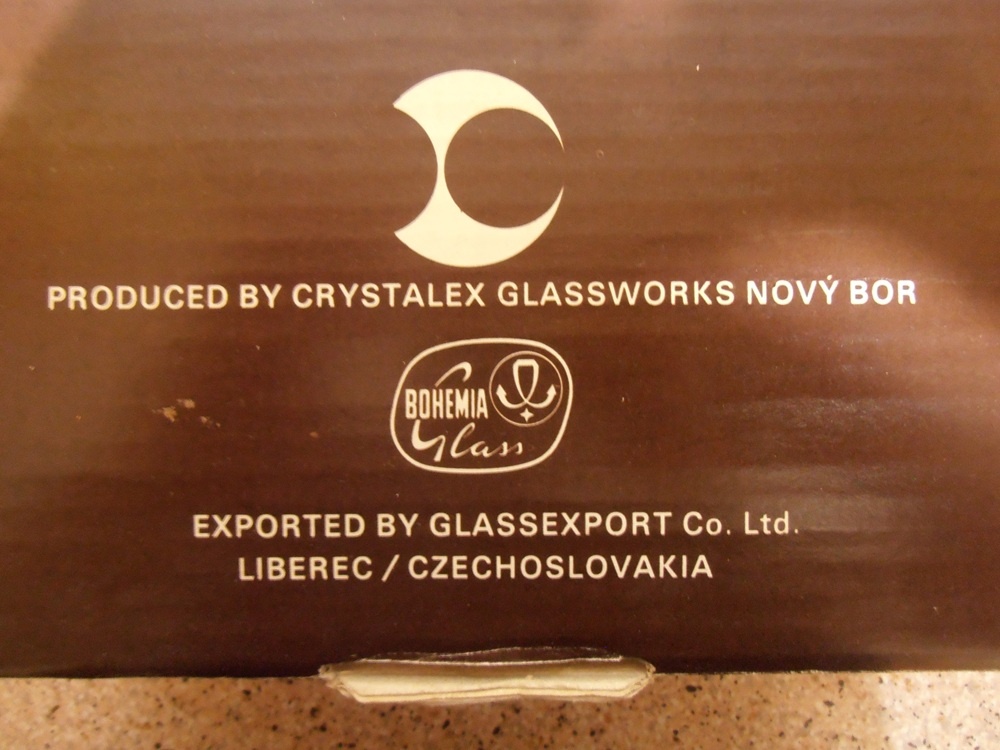 PRODUCED BY CRYSTALEX GLASSWORKS NOVÝ BOR
BOHEMIA
Glass
EXPORTED BY GLASSEXPORT Co. Ltd.
LIBEREC / CZECHOSLOVAKIA